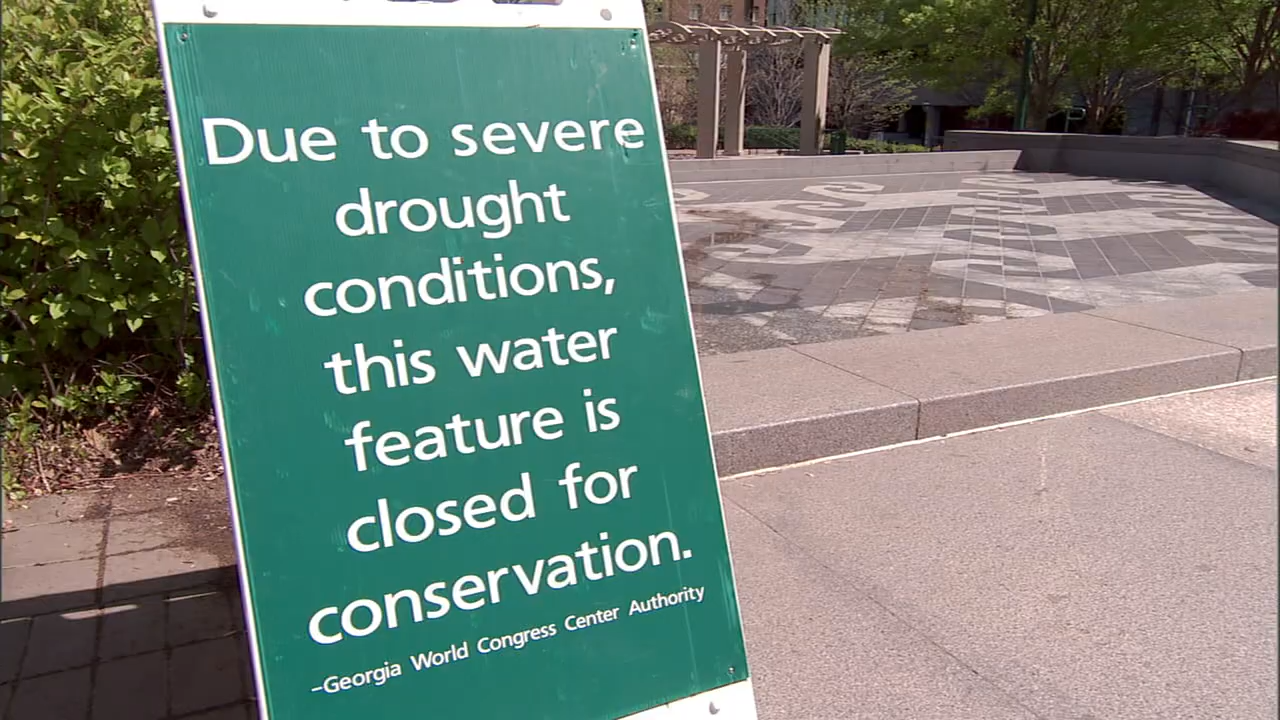 Due to severe
drought
conditions,
this water
feature is
closed for
conservation.
–Georgia World Congress Center Authority